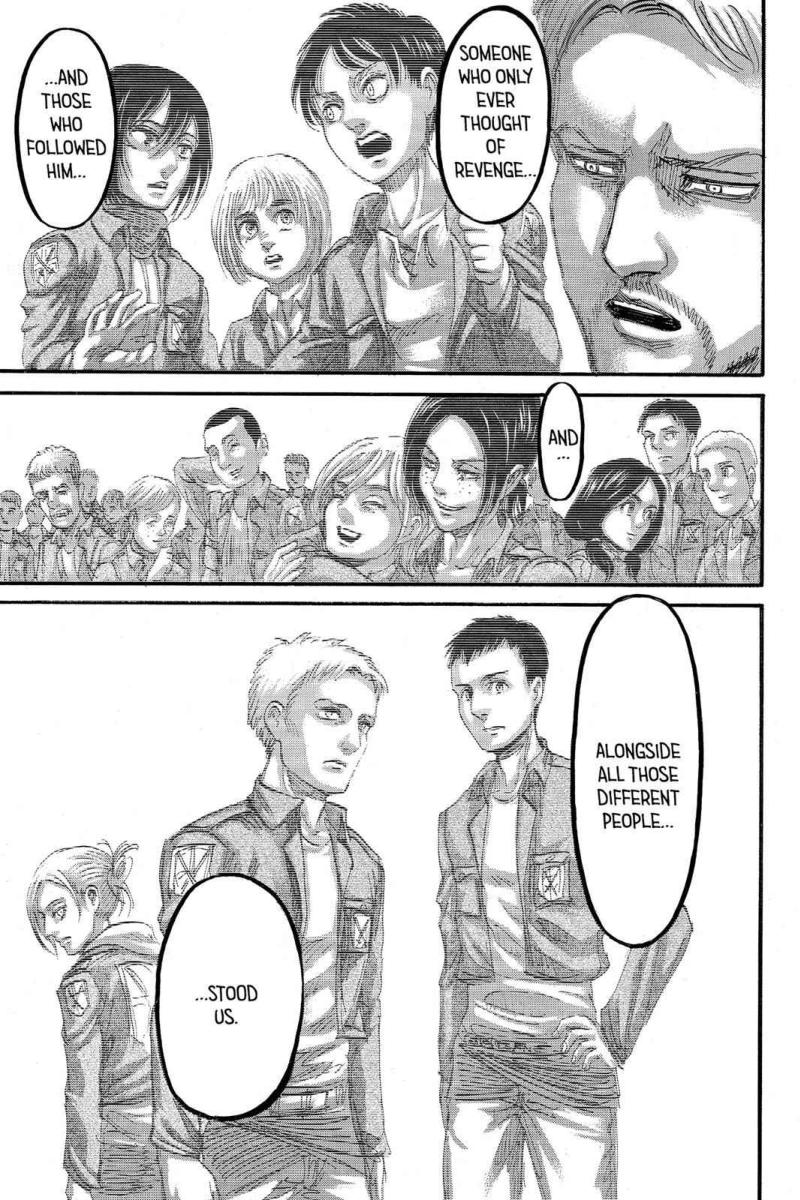 SOMEONE
WHO ONLY
EVER
THOUGHT
OF
REVENGE...
...AND
THOSE
WHO
FOLLOWED
HIM...
AND
...
ALONGSIDE
ALL THOSE
DIFFERENT
PEOPLE...
...STOOD
US.